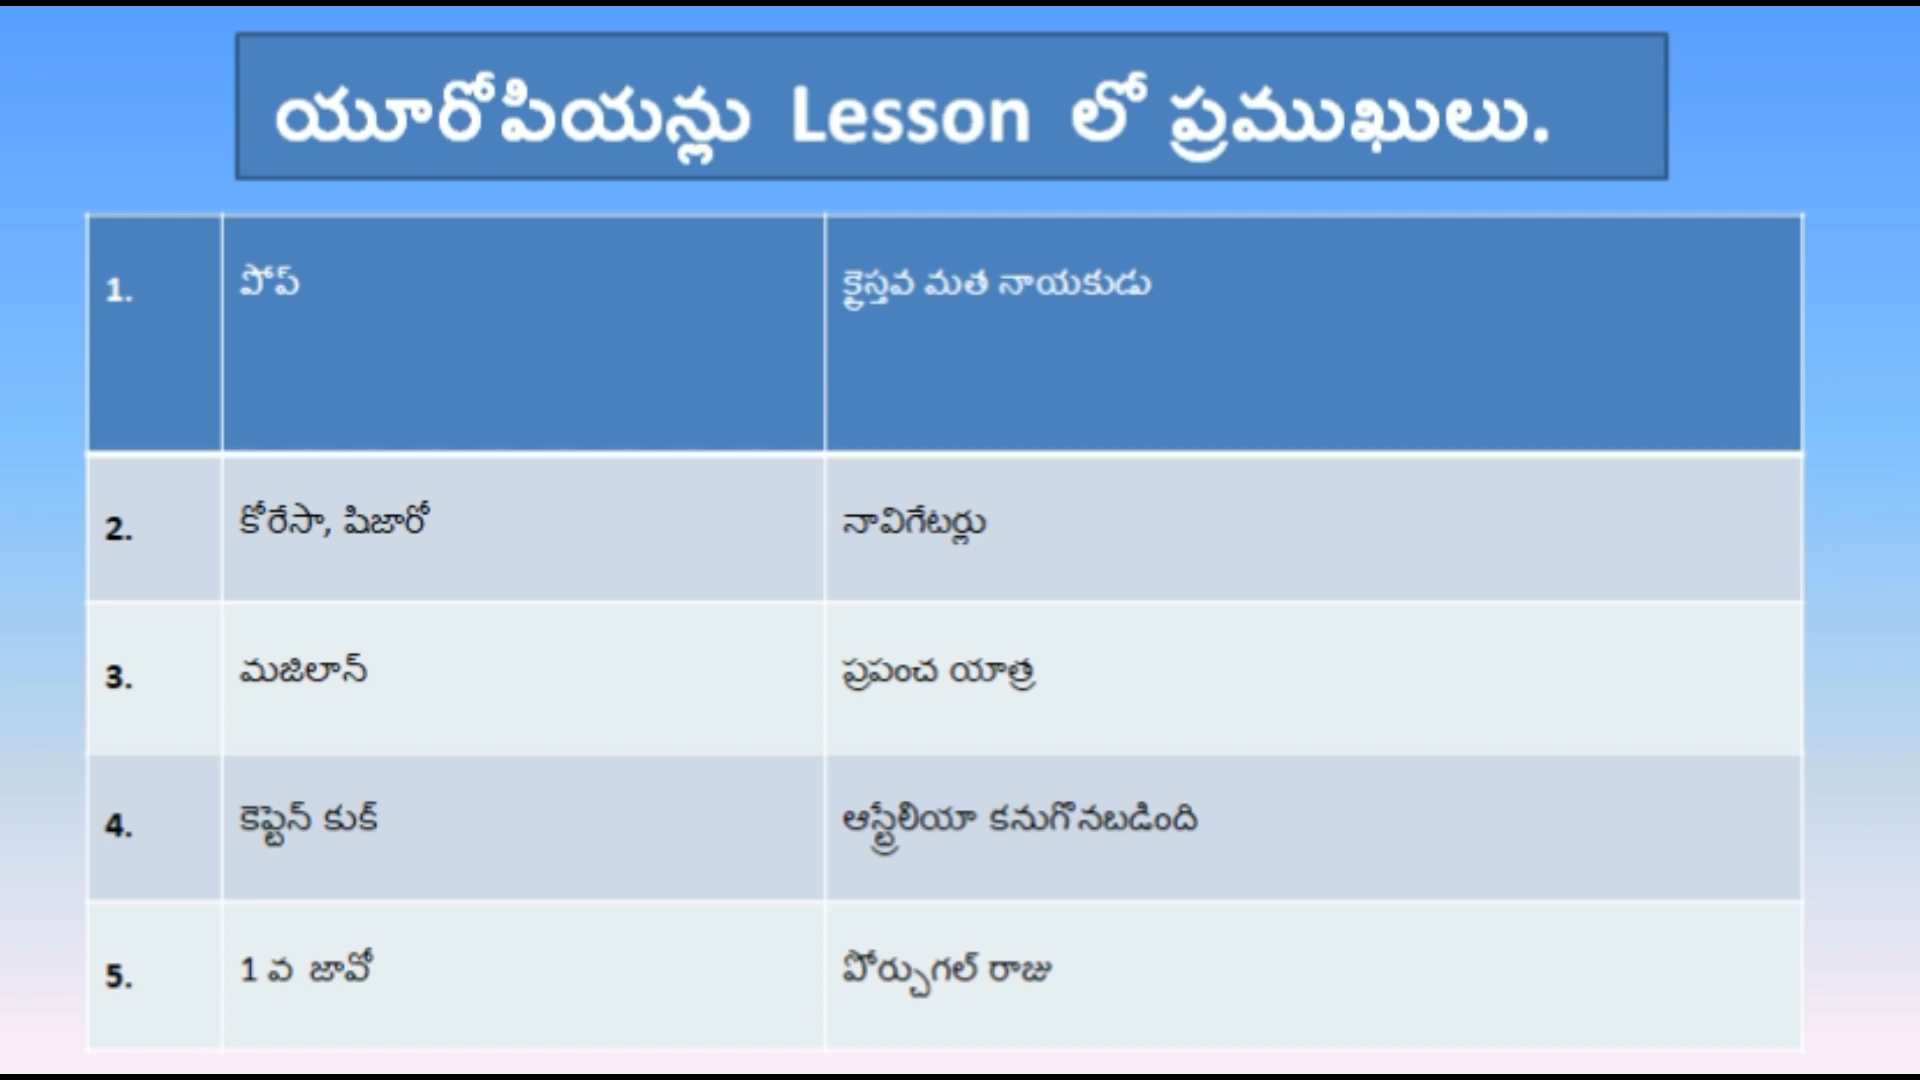 యూరోపియన్లు Lesson లో ప్రముఖులు.
1. పోప్ క్రైస్తవ మత నాయకుడు
2. కోరేసా, షిజారో నావిగేటర్లు
3. మజిలాన్ ప్రపంచ యాత్ర
4. కెప్టెన్ కుక్ ఆస్ట్రేలియా కనుగొనబడింది
5. 1 వ జావో పోర్చుగల్ రాజు